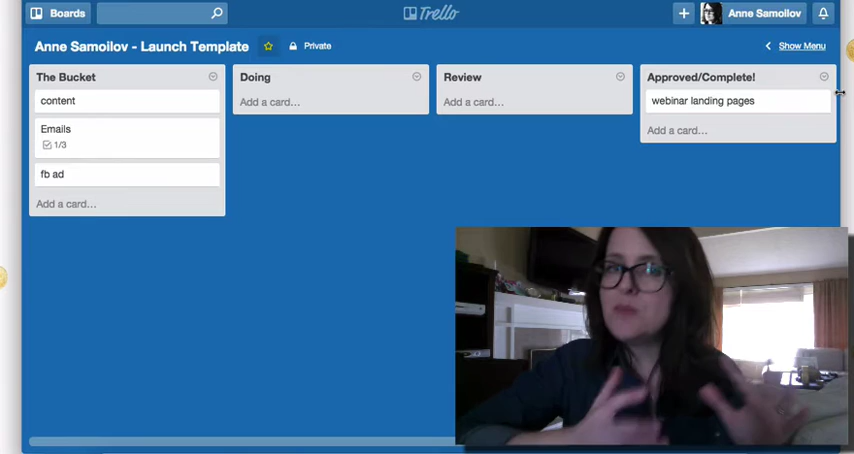 Boards
Trello
Anne Samoilov
Anne Samoilov - Launch Template
Private
Show Menu
The Bucket
content
Emails
1/3
fb ad
Add a card…
Doing
Add a card…
Review
Add a card…
Approved/Complete!
webinar landing pages
Add a card…